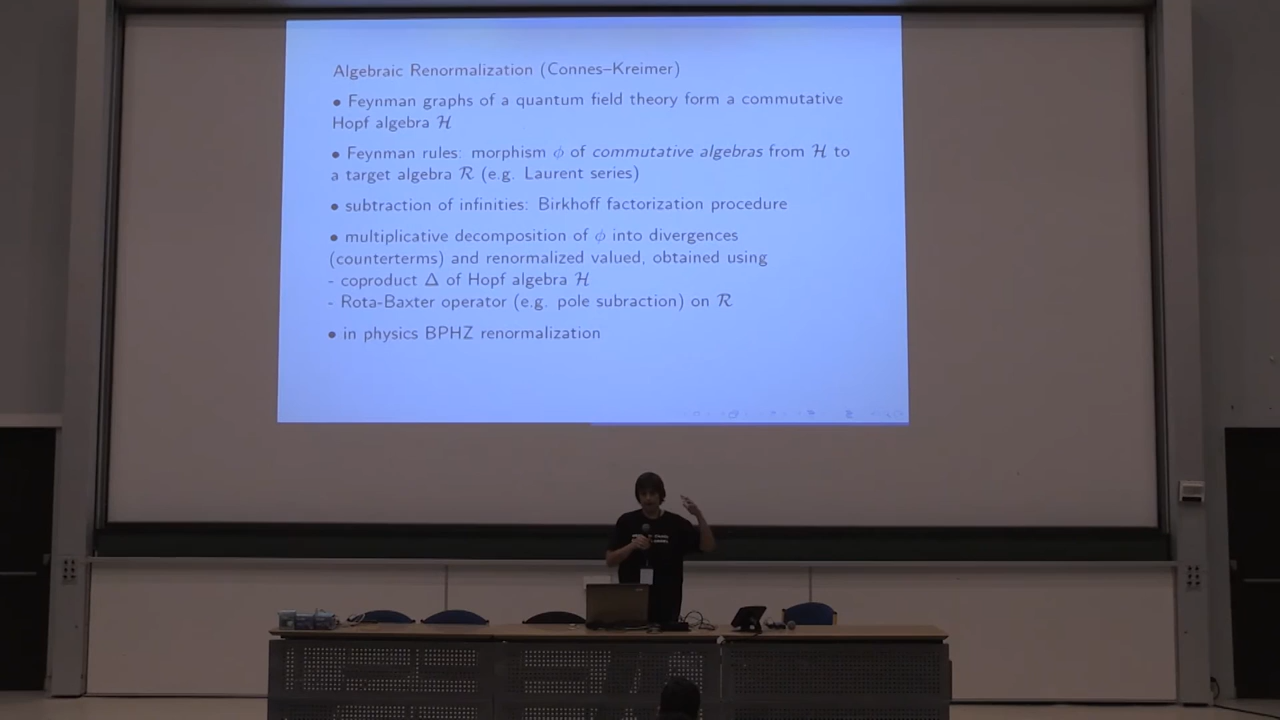 Algebraic Renormalization (Connes–Kreimer)
• Feynman graphs of a quantum field theory form a commutative
Hopf algebra ℋ
• Feynman rules: morphism ϕ of commutative algebras from ℋ to
a target algebra ℛ (e.g. Laurent series)
• subtraction of infinities: Birkhoff factorization procedure
• multiplicative decomposition of ϕ into divergences
(counterterms) and renormalized valued, obtained using
- coproduct Δ of Hopf algebra ℋ
- Rota-Baxter operator (e.g. pole subraction) on ℛ
• in physics BPHZ renormalization